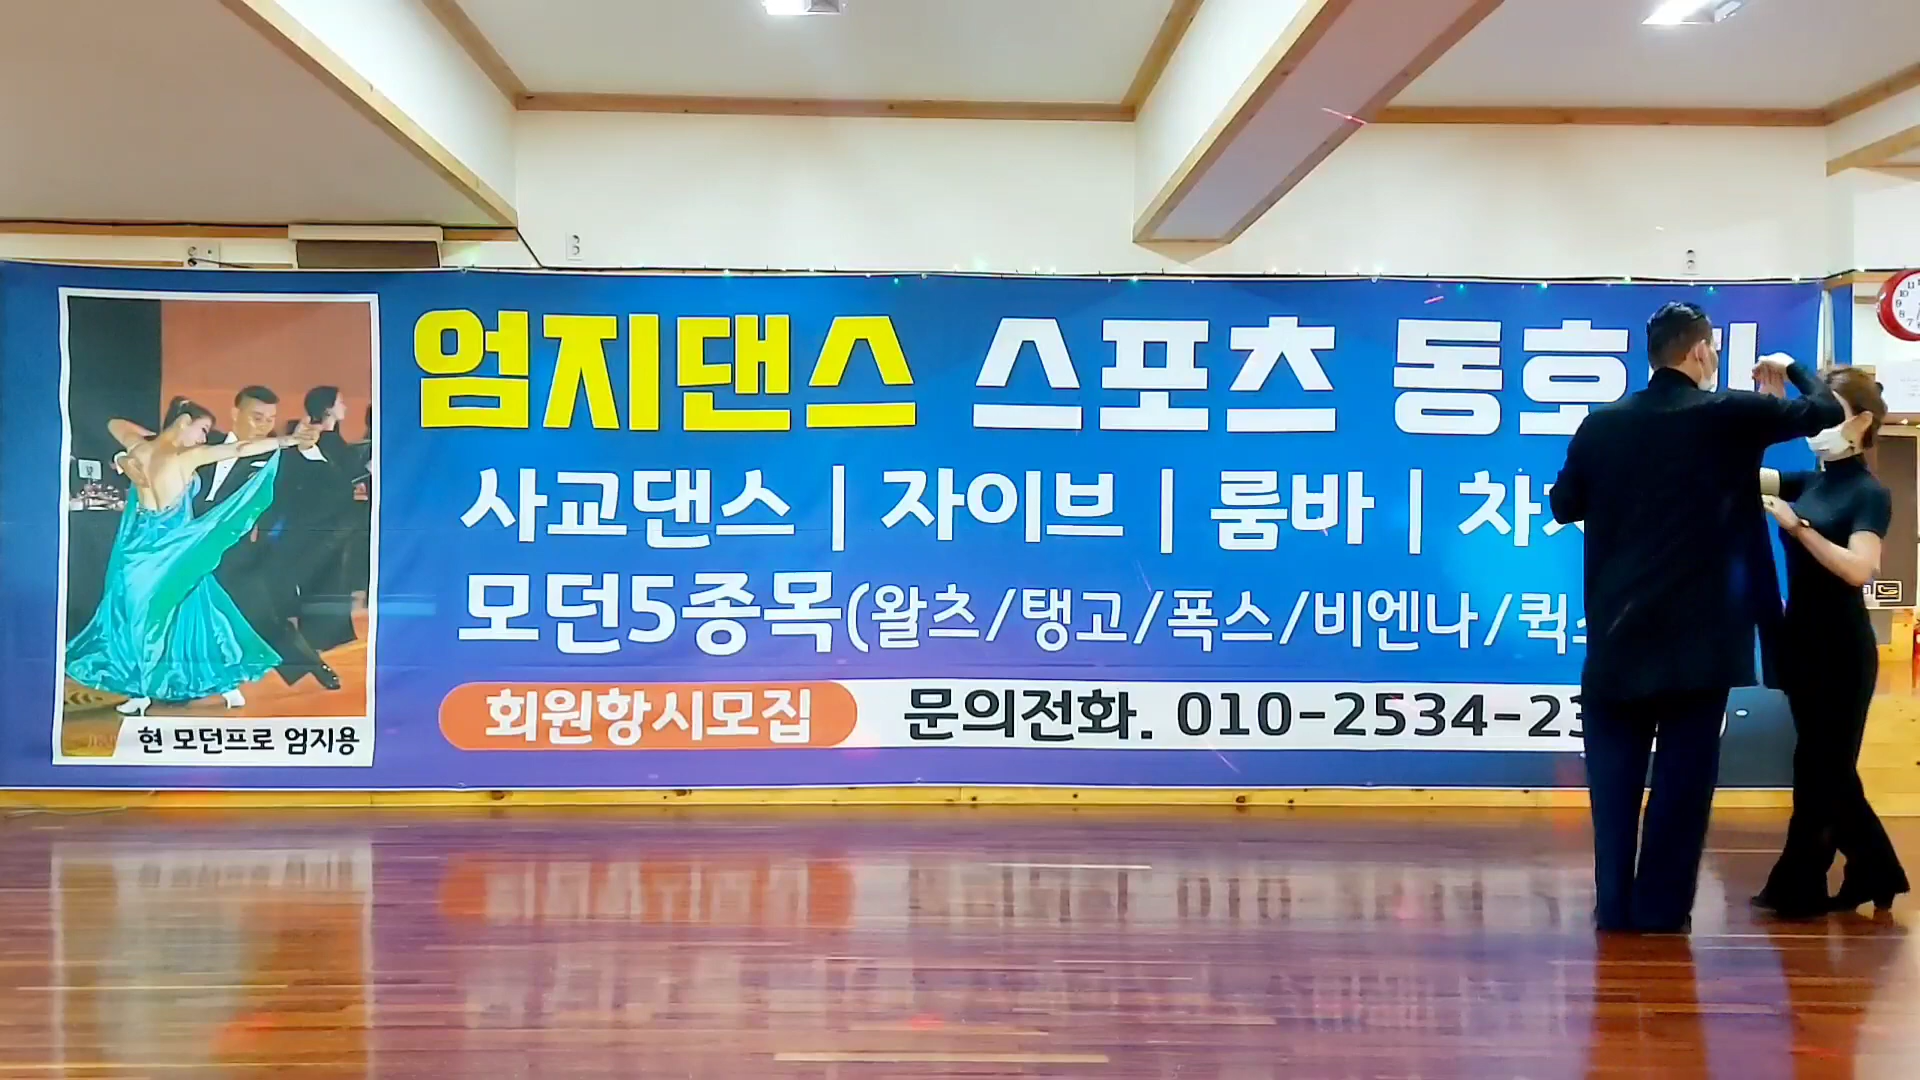 엄지댄스 스포츠 동호
사교댄스 | 자이브 | 룸바 | 차
모던5종목(왈츠/탱고/폭스/비엔나/퀵
회원항시모집 문의전화. 010-2534-23
현 모던프로 엄지용